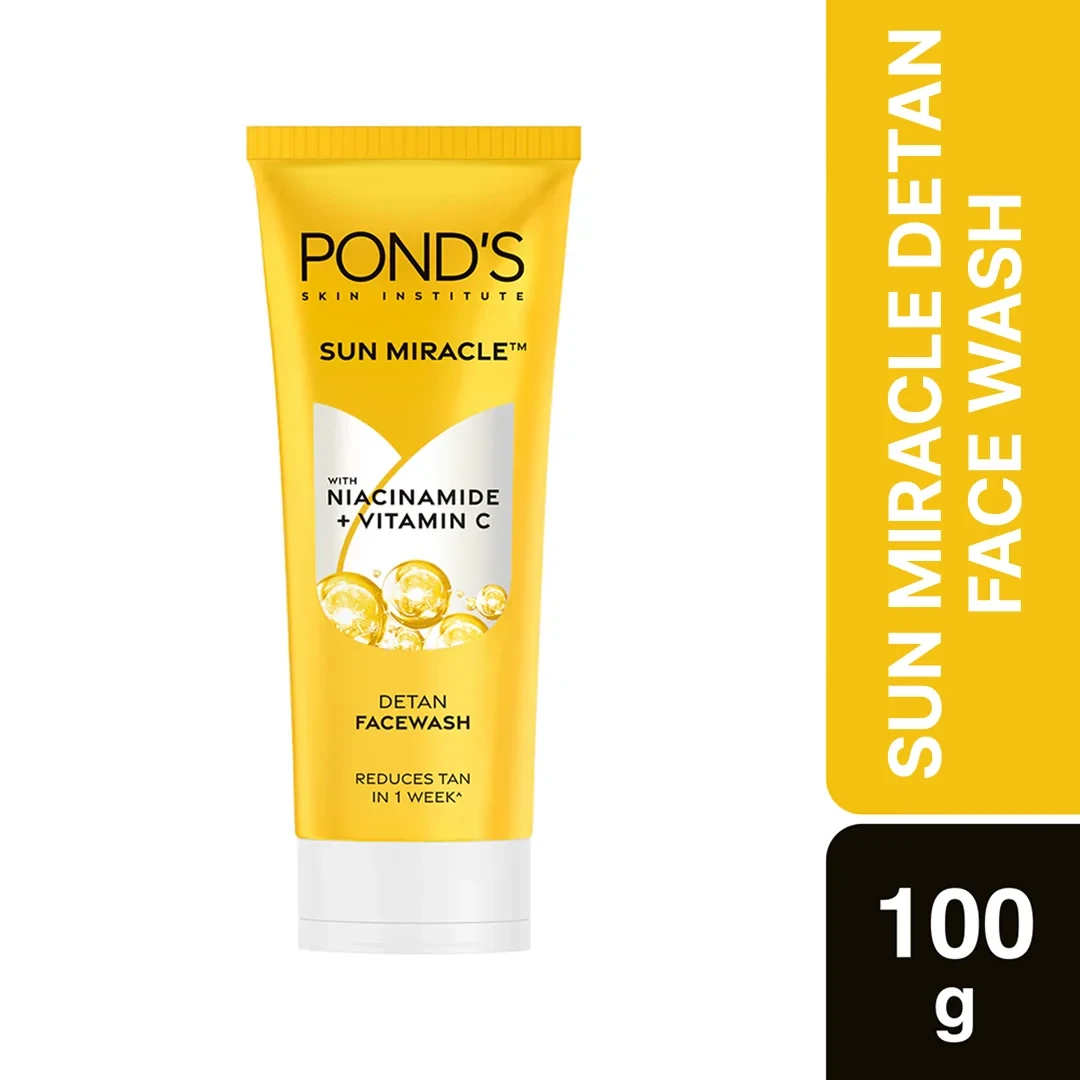 POND'S
SKIN INSTITUTE
SUN MIRACLE™
WITH
NIACINAMIDE
+ VITAMIN C
DETAN
FACEWASH
REDUCES TAN
IN 1 WEEK^
SUN MIRACLE DETAN
FACE WASH
100
g